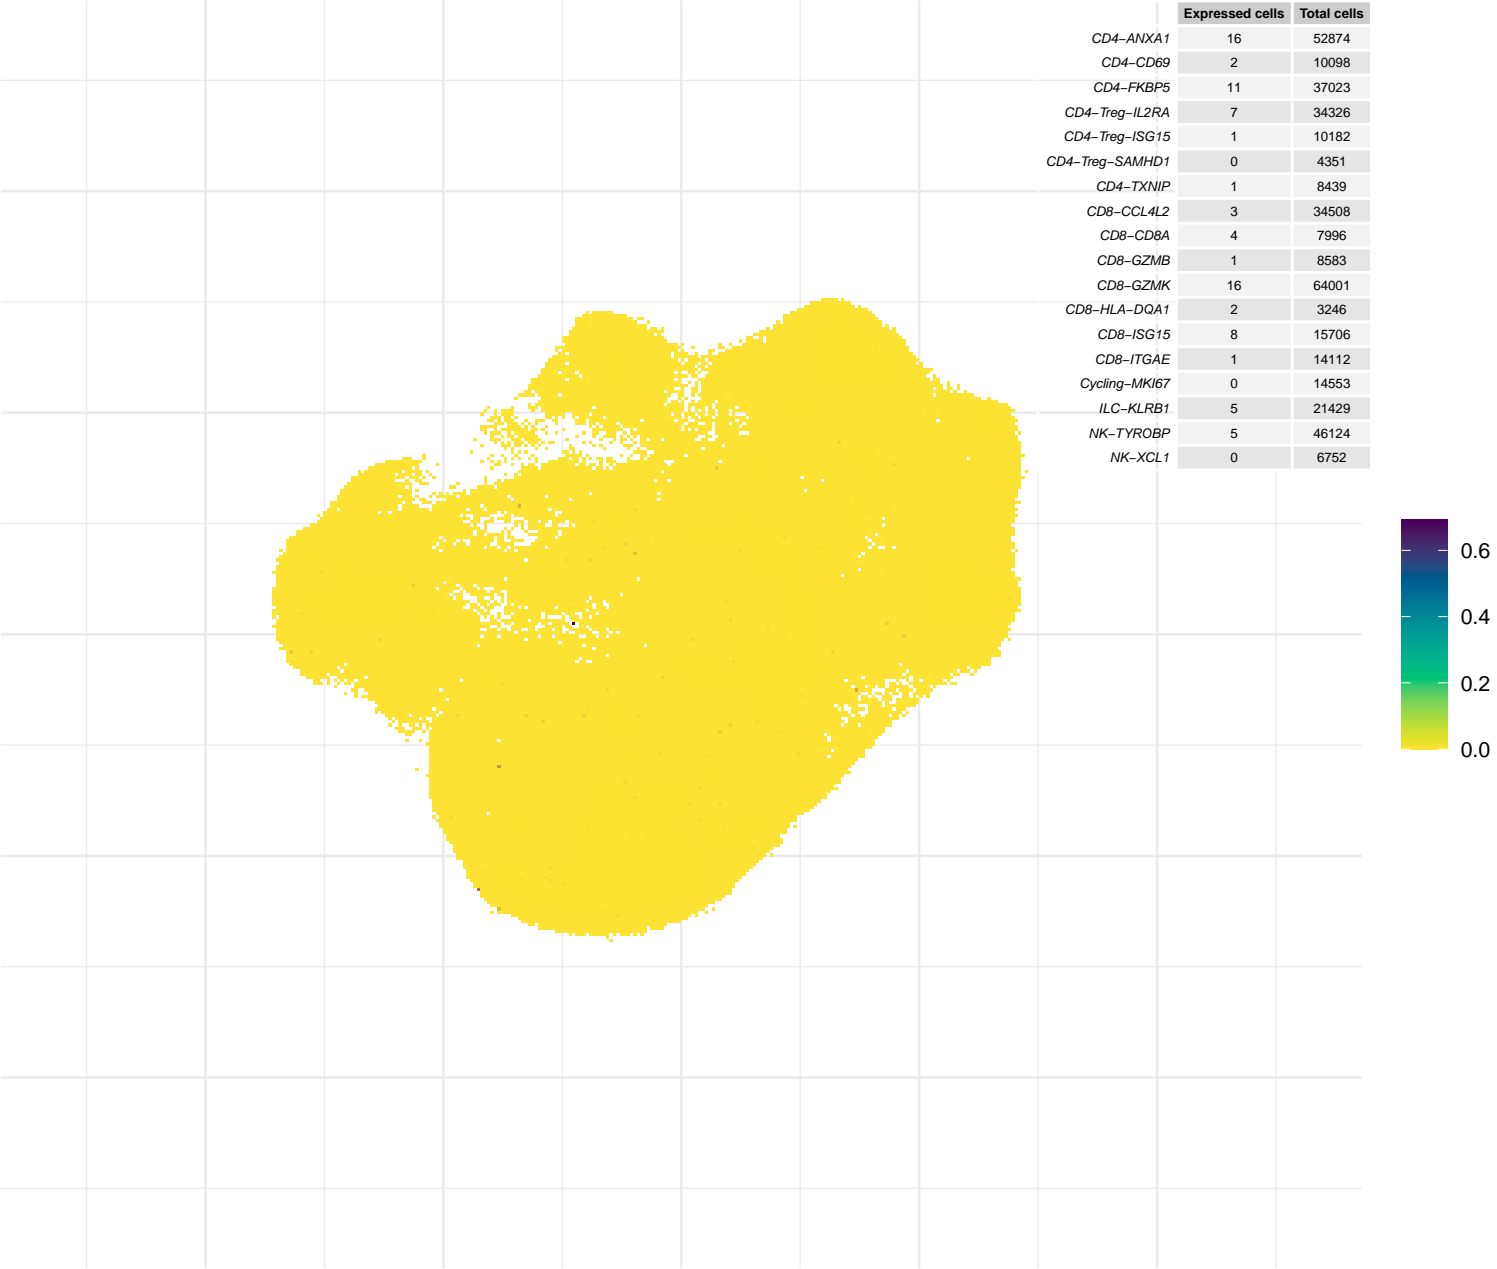 Expressed cells Total cells
CD4−ANXA1 16 52874
CD4−CD69 2 10098
CD4−FKBP5 11 37023
CD4−Treg−IL2RA 7 34326
CD4−Treg−ISG15 1 10182
CD4−Treg−SAMHD1 0 4351
CD4−TXNIP 1 8439
CD8−CCL4L2 3 34508
CD8−CD8A 4 7996
CD8−GZMB 1 8583
CD8−GZMK 16 64001
CD8−HLA−DQA1 2 3246
CD8−ISG15 8 15706
CD8−ITGAE 1 14112
Cycling−MKI67 0 14553
ILC−KLRB1 5 21429
NK−TYROBP 5 46124
NK−XCL1 0 6752
0.6
0.4
0.2
0.0